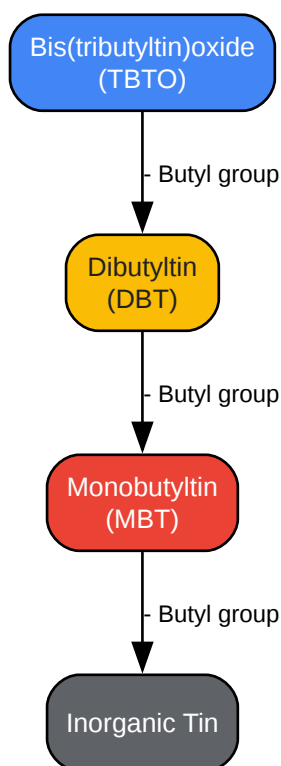 Bis(tributyltin)oxide
(TBTO)
- Butyl group
Dibutyltin
(DBT)
- Butyl group
Monobutyltin
(MBT)
- Butyl group
Inorganic Tin